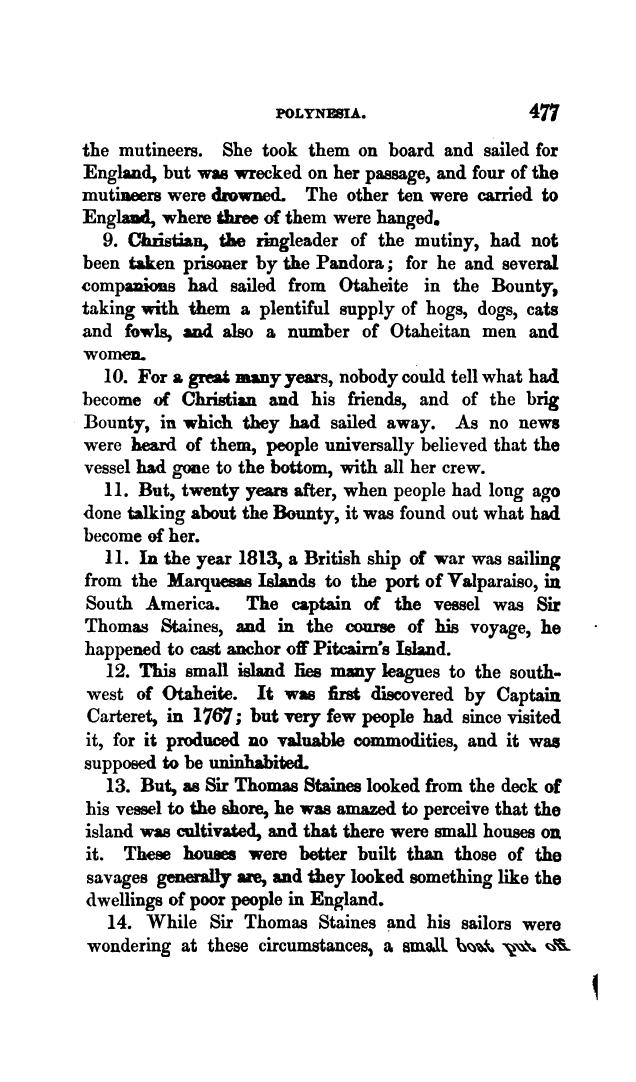 POLYNESIA. 477
the mutineers. She took them on board and sailed for
England, but was wrecked on her passage, and four of the
mutineers were drowned. The other ten were carried to
England, where three of them were hanged.
9. Christian, the ringleader of the mutiny, had not
been taken prisoner by the Pandora; for he and several
companions had sailed from Otaheite in the Bounty,
taking with them a plentiful supply of hogs, dogs, cats
and fowls, and also a number of Otaheitan men and
women.
10. For a great many years, nobody could tell what had
become of Christian and his friends, and of the brig
Bounty, in which they had sailed away. As no news
were heard of them, people universally believed that the
vessel had gone to the bottom, with all her crew.
11. But, twenty years after, when people had long ago
done talking about the Bounty, it was found out what had
become of her.
11. In the year 1813, a British ship of war was sailing
from the Marquesas Islands to the port of Valparaiso, in
South America. The captain of the vessel was Sir
Thomas Staines, and in the course of his voyage, he
happened to cast anchor off Pitcairn's Island.
12. This small island lies many leagues to the south-
west of Otaheite. It was first discovered by Captain
Carteret, in 1767; but very few people had since visited
it, for it produced no valuable commodities, and it was
supposed to be uninhabited.
13. But, as Sir Thomas Staines looked from the deck of
his vessel to the shore, he was amazed to perceive that the
island was cultivated, and that there were small houses on
it. These houses were better built than those of the
savages generally are, and they looked something like the
dwellings of poor people in England.
14. While Sir Thomas Staines and his sailors were
wondering at these circumstances, a small boat put off